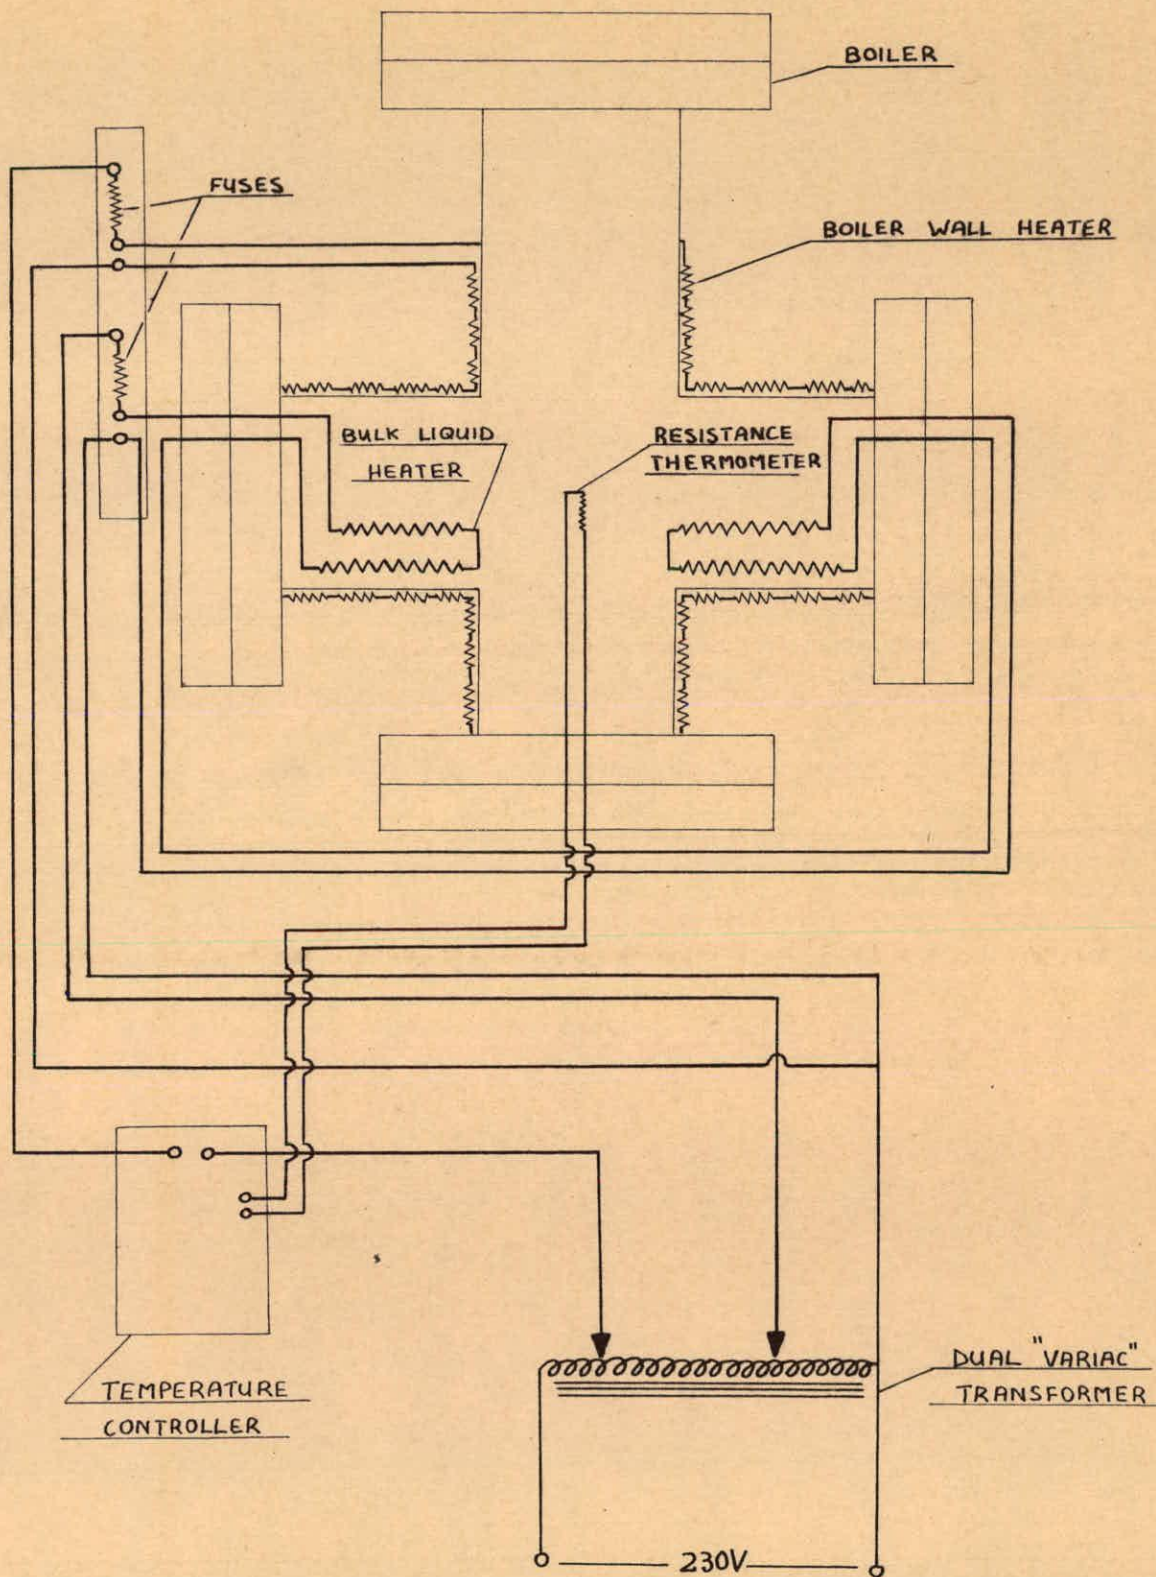 BOILER
FUSES
BOILER WALL HEATER
BULK LIQUID
HEATER
RESISTANCE
THERMOMETER
TEMPERATURE
CONTROLLER
DUAL "VARIAC"
TRANSFORMER
230V